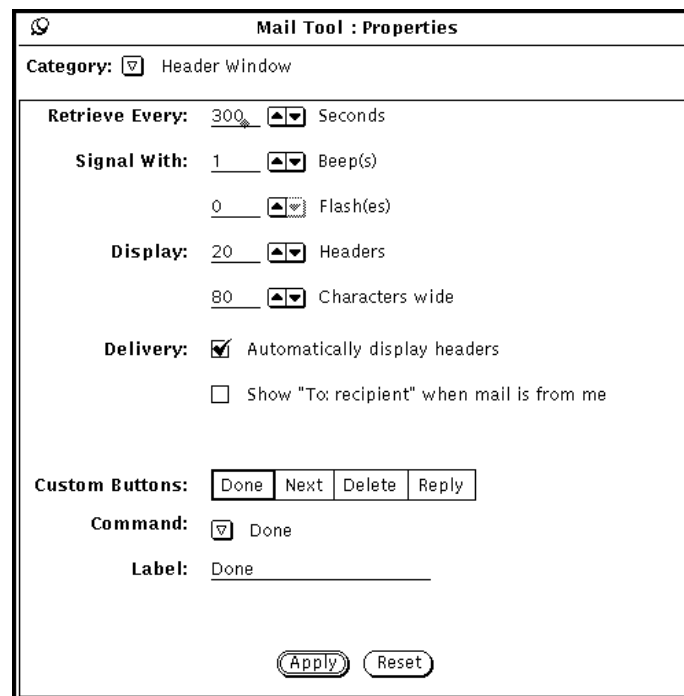 Mail Tool : Properties
Category: Header Window
Retrieve Every: 300 Seconds
Signal With: 1 Beep(s)
0 Flash(es)
Display: 20 Headers
80 Characters wide
Delivery: Automatically display headers
Show "To: recipient" when mail is from me
Custom Buttons: Done Next Delete Reply
Command: Done
Label: Done
Apply Reset